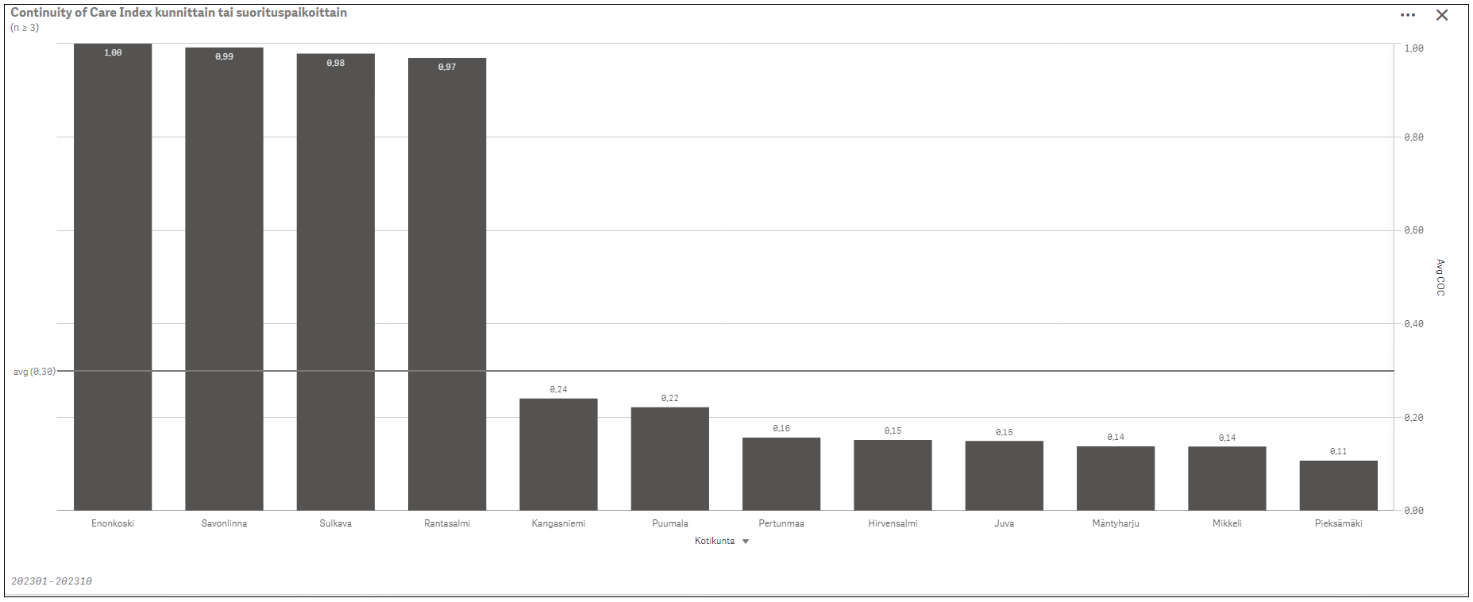 Continuity of Care Index kunnittain tai suorituspaikoittain
(n ≥ 3)
1,00
0,99
0,98
0,97
0,24
0,22
0,16
0,15
0,15
0,14
0,14
0,11
avg (0,30)
1,00
0,80
0,60
0,40
0,20
0,00
Avg COC
Enonkoski
Savonlinna
Sulkava
Rantasalmi
Kangasniemi
Puumala
Pertunmaa
Hirvensalmi
Juva
Mäntyharju
Mikkeli
Pieksämäki
Kotikunta
202301-202310